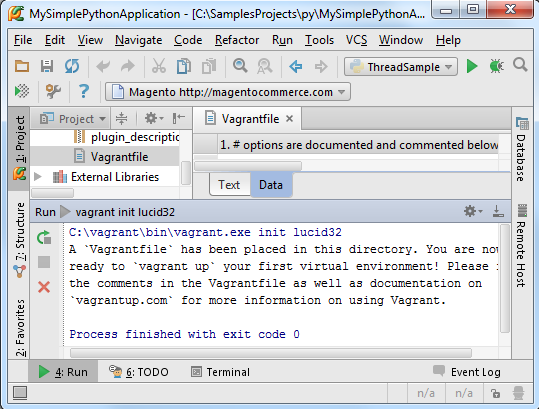 MySimplePythonApplication - [C:\SamplesProjects\py\MySimplePythonA...
File Edit View Navigate Code Refactor Run Tools VCS Window Help
ThreadSample
Magento http://magentocommerce.com
1: Project
7: Structure
2: Favorites
Project
plugin_descriptio
Vagrantfile
External Libraries
Vagrantfile
1. # options are documented and commented below
Text Data
Database
Remote Host
Run vagrant init lucid32
C:\vagrant\bin\vagrant.exe init lucid32
A `Vagrantfile` has been placed in this directory. You are now
ready to `vagrant up` your first virtual environment! Please r
the comments in the Vagrantfile as well as documentation on
`vagrantup.com` for more information on using Vagrant.
Process finished with exit code 0
4: Run 6: TODO Terminal Event Log
n/a n/a